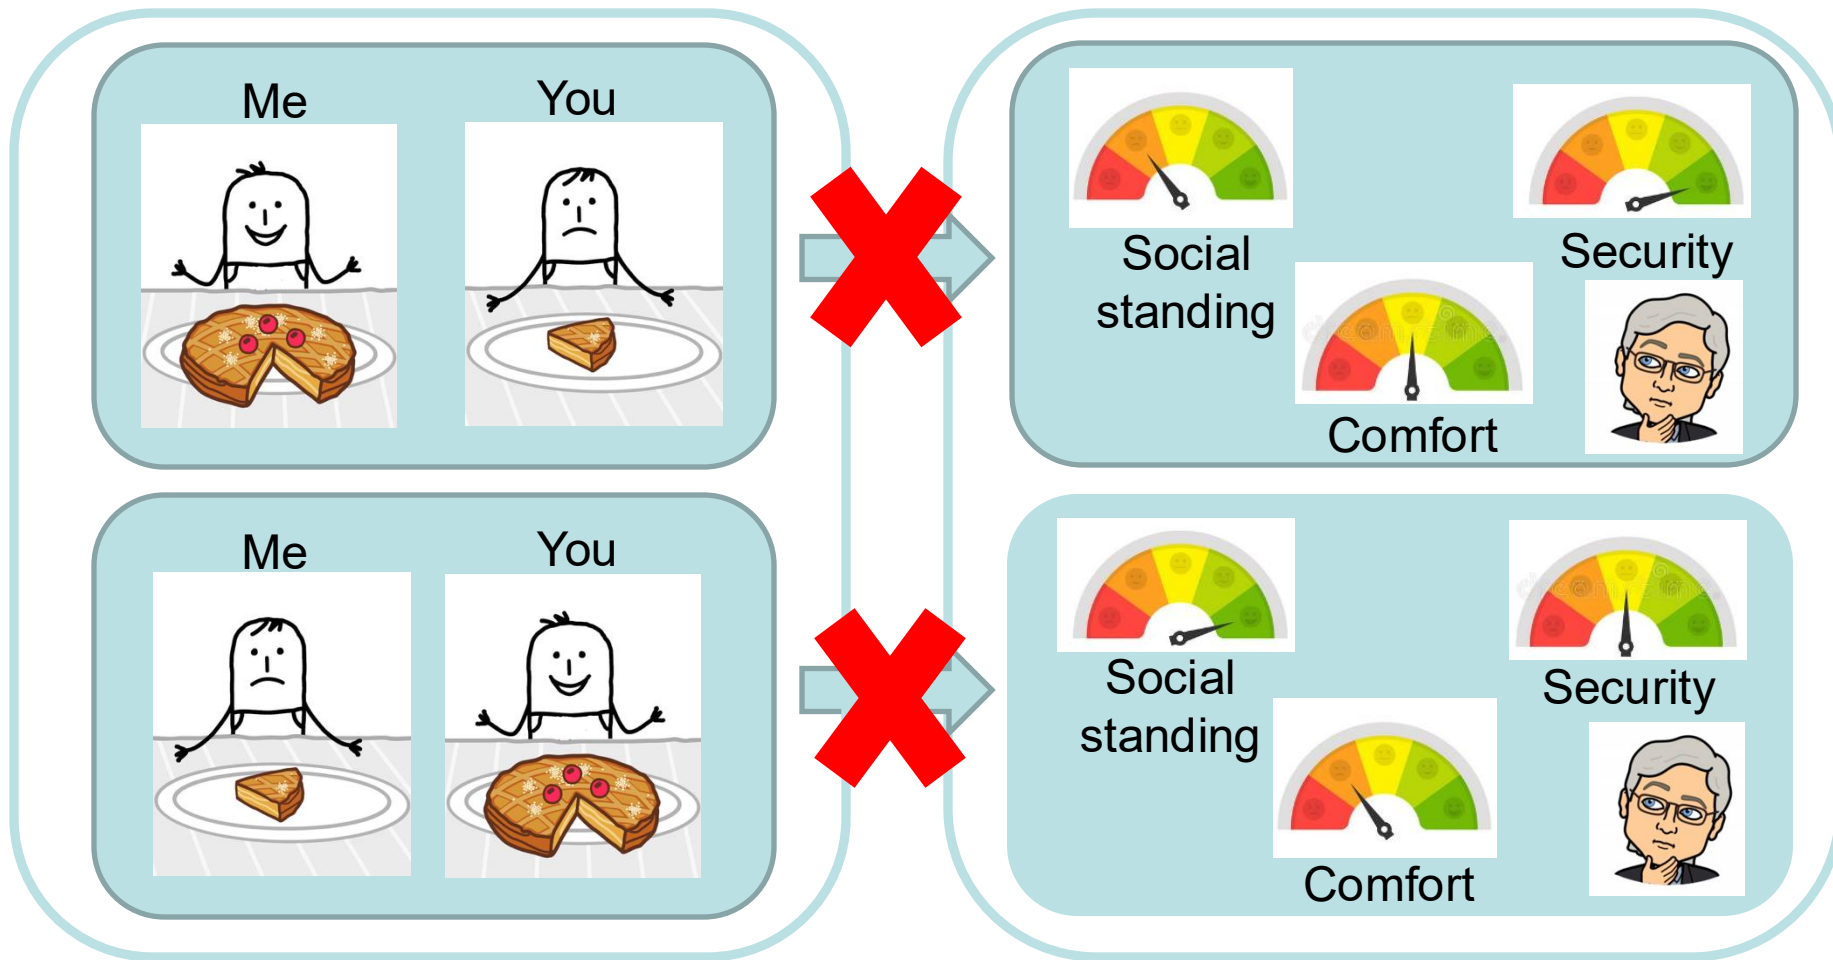 Me
You
Social
standing
Security
Comfort
Me
You
Social
standing
Security
Comfort